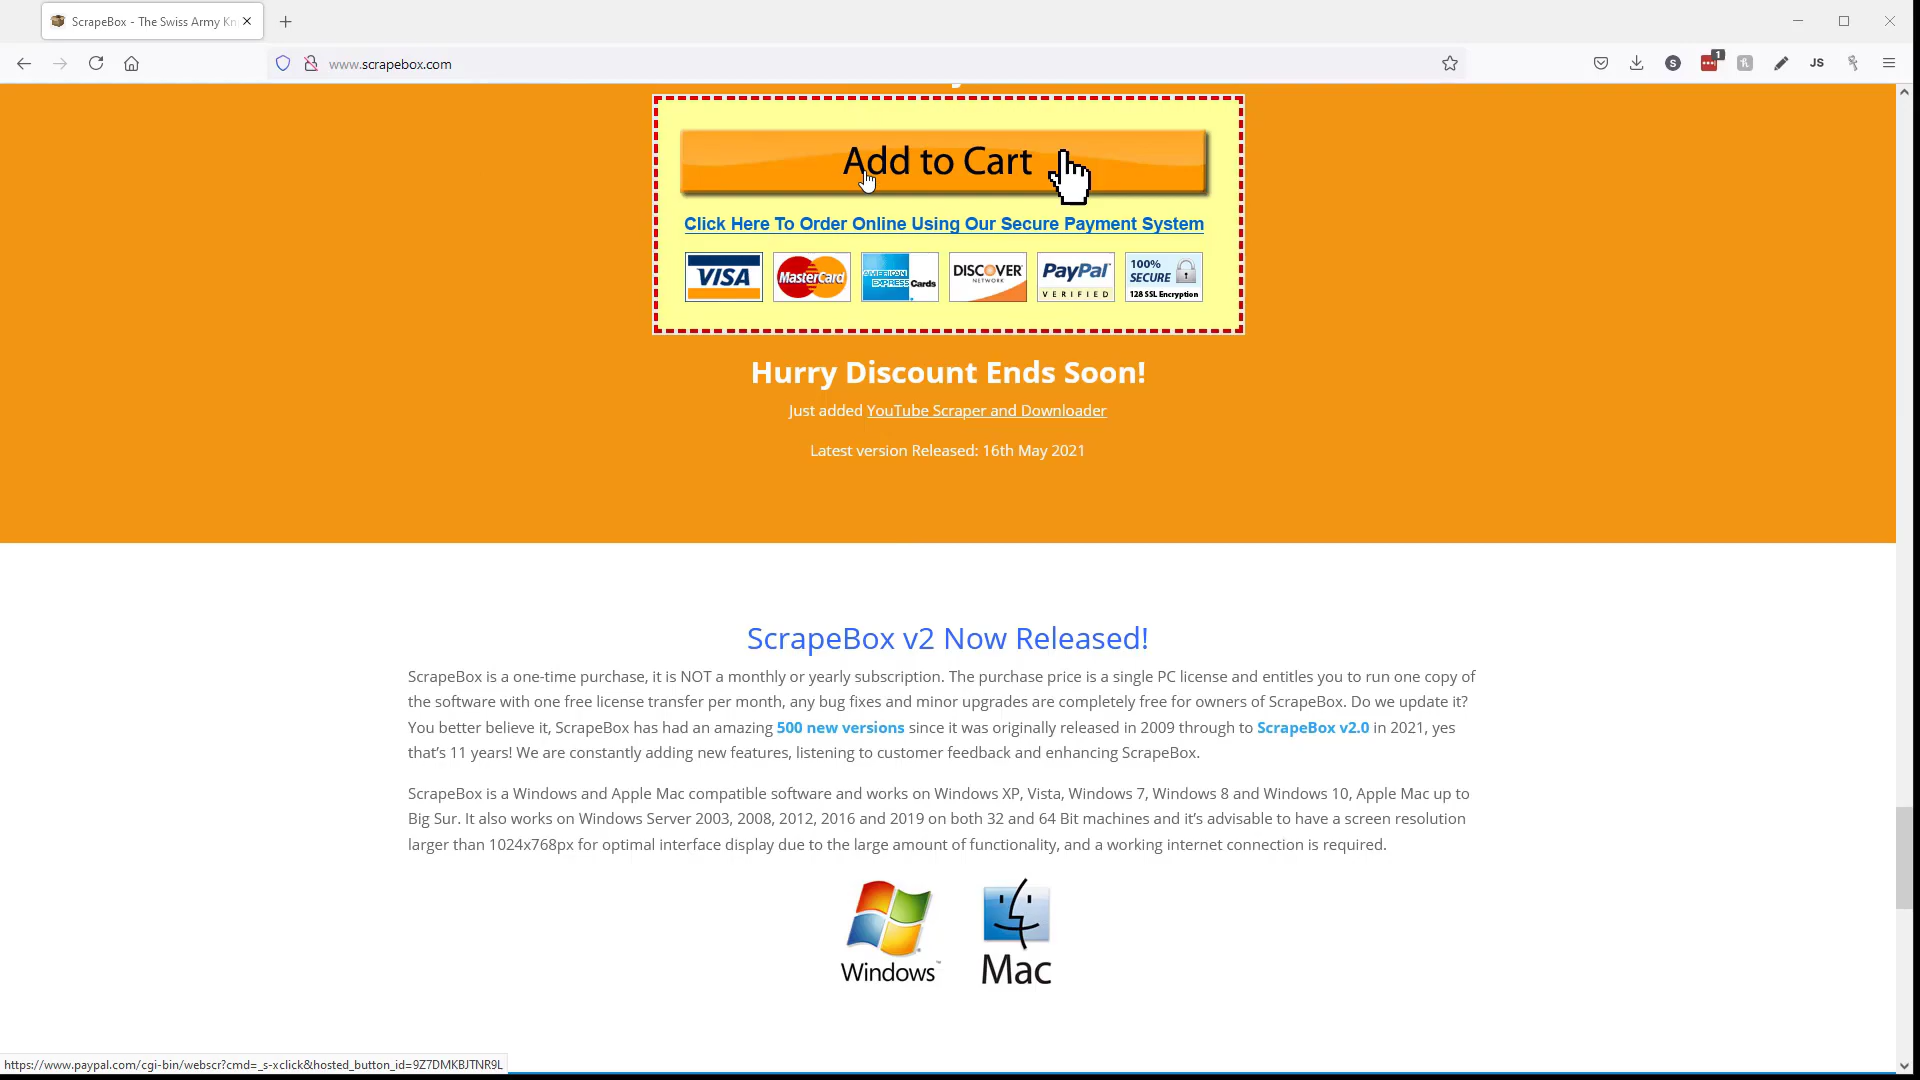 ScrapeBox - The Swiss Army Kn
www.scrapebox.com
1
S
JS
Add to Cart
Click Here To Order Online Using Our Secure Payment System
VISA
MasterCard
AMERICAN EXPRESS Cards
DISCOVER NETWORK
PayPal VERIFIED
100% SECURE 128 SSL Encryption
Hurry Discount Ends Soon!
Just added YouTube Scraper and Downloader
Latest version Released: 16th May 2021
ScrapeBox v2 Now Released!
ScrapeBox is a one-time purchase, it is NOT a monthly or yearly subscription. The purchase price is a single PC license and entitles you to run one copy of
the software with one free license transfer per month, any bug fixes and minor upgrades are completely free for owners of ScrapeBox. Do we update it?
You better believe it, ScrapeBox has had an amazing 500 new versions since it was originally released in 2009 through to ScrapeBox v2.0 in 2021, yes
that's 11 years! We are constantly adding new features, listening to customer feedback and enhancing ScrapeBox.
ScrapeBox is a Windows and Apple Mac compatible software and works on Windows XP, Vista, Windows 7, Windows 8 and Windows 10, Apple Mac up to
Big Sur. It also works on Windows Server 2003, 2008, 2012, 2016 and 2019 on both 32 and 64 Bit machines and it's advisable to have a screen resolution
larger than 1024x768px for optimal interface display due to the large amount of functionality, and a working internet connection is required.
Windows™
Mac
https://www.paypal.com/cgi-bin/webscr?cmd=_s-xclick&hosted_button_id=9Z7DMKBJTNR9L